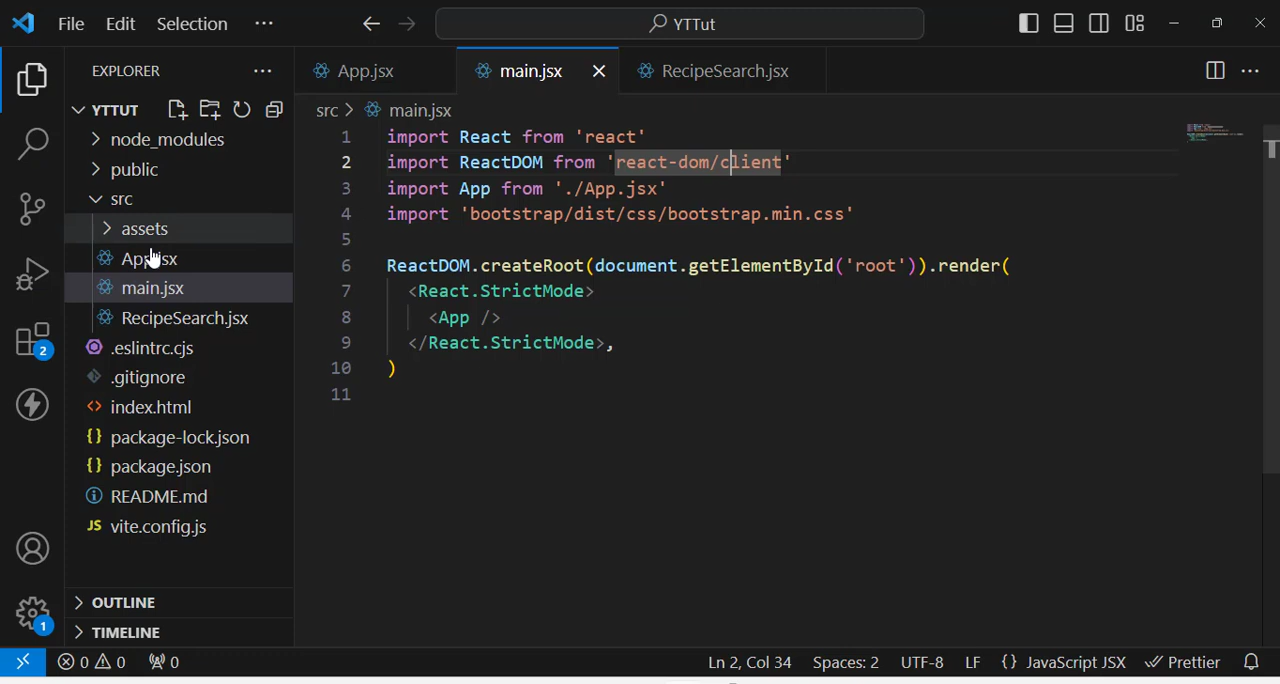 File Edit Selection ··· YTTut
EXPLORER ···
YTTUT
node_modules
public
src
assets
App.jsx
main.jsx
RecipeSearch.jsx
.eslintrc.cjs
.gitignore
index.html
package-lock.json
package.json
README.md
JS vite.config.js
OUTLINE
TIMELINE
2
1
App.jsx main.jsx RecipeSearch.jsx ···
src > main.jsx
1 import React from 'react'
2 import ReactDOM from 'react-dom/client'
3 import App from './App.jsx'
4 import 'bootstrap/dist/css/bootstrap.min.css'
5
6 ReactDOM.createRoot(document.getElementById('root')).render(
7 <React.StrictMode>
8 <App />
9 </React.StrictMode>,
10 )
11
0 0 0 Ln 2, Col 34 Spaces: 2 UTF-8 LF {} JavaScript JSX Prettier